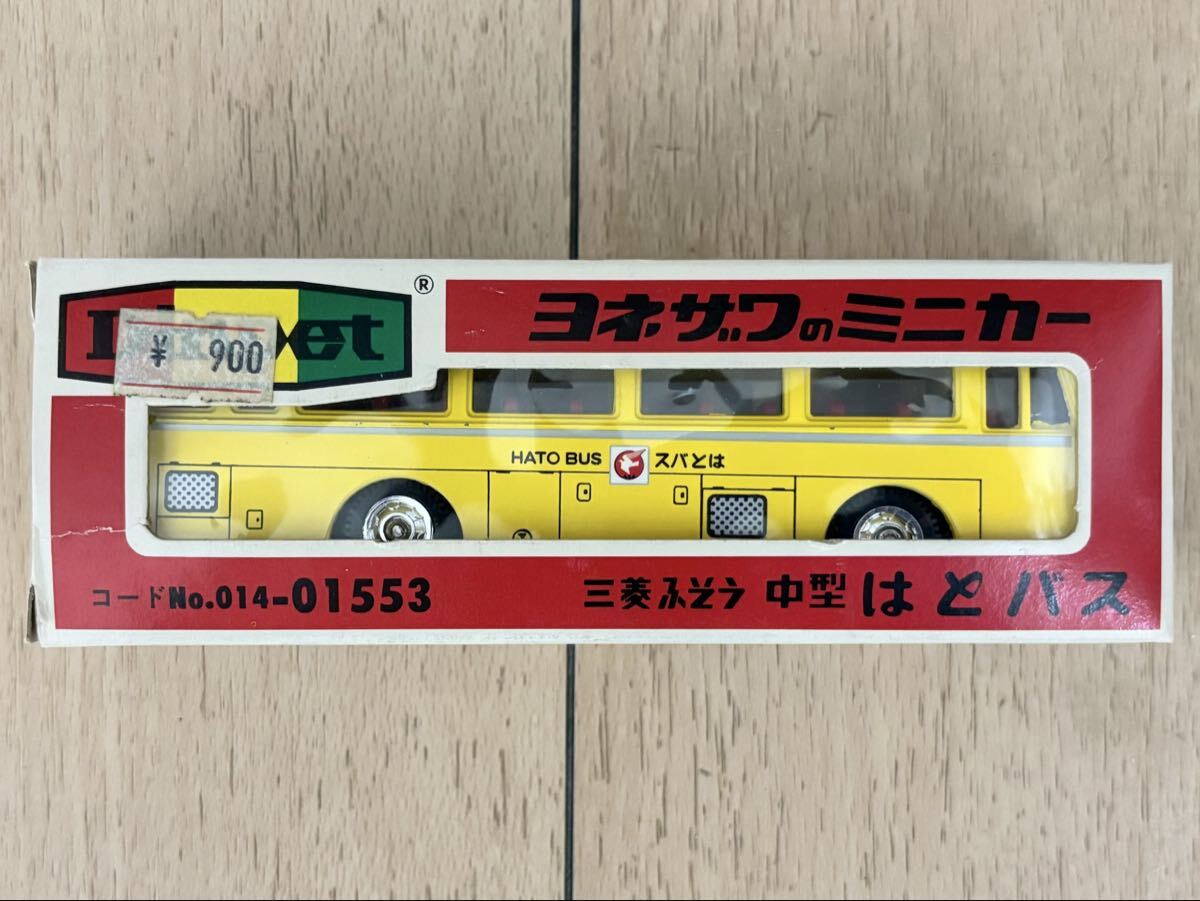 ®
¥ 900
ヨネザワのミニカー
HATO BUS スバとは
コードNo.014-01553
三菱ふそう 中型 はとバス